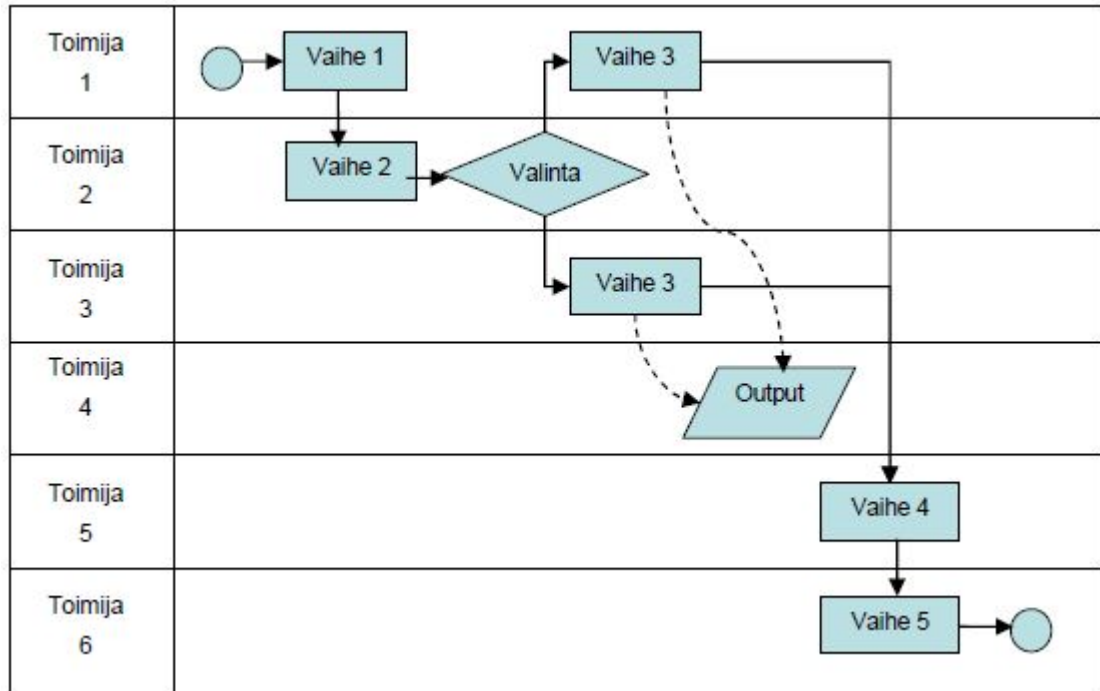 Toimija
1
Vaihe 1
Vaihe 3
Toimija
2
Vaihe 2
Valinta
Toimija
3
Vaihe 3
Toimija
4
Output
Toimija
5
Vaihe 4
Toimija
6
Vaihe 5